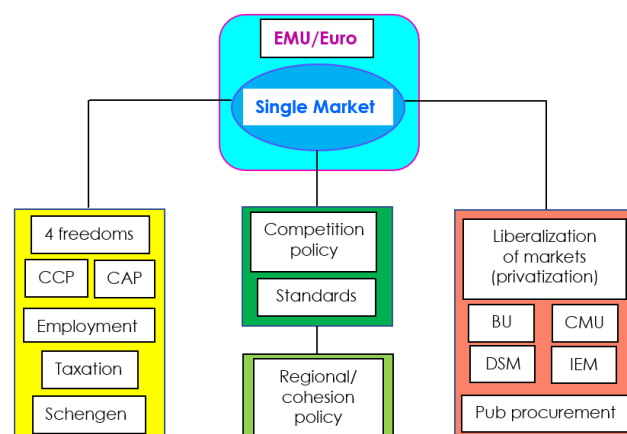 EMU/Euro
Single Market
4 freedoms
CCP
CAP
Employment
Taxation
Schengen
Competition
policy
Standards
Regional/
cohesion
policy
Liberalization
of markets
(privatization)
BU
CMU
DSM
IEM
Pub procurement